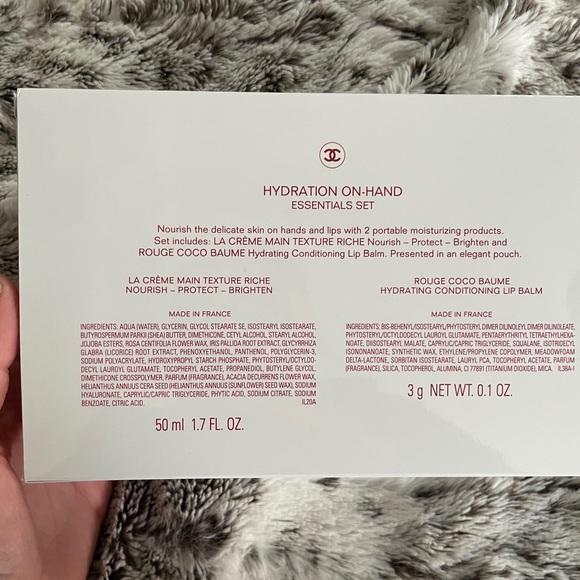 HYDRATION ON-HAND
ESSENTIALS SET
Nourish the delicate skin on hands and lips with 2 portable moisturizing products.
Set includes: LA CRÈME MAIN TEXTURE RICHE Nourish – Protect – Brighten and
ROUGE COCO BAUME Hydrating Conditioning Lip Balm. Presented in an elegant pouch.
LA CRÈME MAIN TEXTURE RICHE
NOURISH – PROTECT – BRIGHTEN
MADE IN FRANCE
INGREDIENTS: AQUA (WATER), GLYCERIN, GLYCOL STEARATE SE, ISOSTEARYL ISOSTEARATE,
BUTYROSPERMUM PARKII (SHEA) BUTTER, DIMETHICONE, CETYL ALCOHOL, STEARYL ALCOHOL,
JOJOBA ESTERS, ROSA CENTIFOLIA FLOWER WAX, IRIS PALLIDA ROOT EXTRACT, GLYCYRRHIZA
GLABRA (LICORICE) ROOT EXTRACT, PHENOXYETHANOL, PANTHENOL, POLYGLYCERIN-3,
SODIUM POLYACRYLATE, HYDROXYPROPYL STARCH PHOSPHATE, PHYTOSTERYL/OCTYLDO-
DECYL LAUROYL GLUTAMATE, TOCOPHERYL ACETATE, PROPANEDIOL, BUTYLENE GLYCOL,
DIMETHICONE CROSSPOLYMER, PARFUM (FRAGRANCE), ACACIA DECURRENS FLOWER WAX,
HELIANTHUS ANNUUS CERA SEED (HELIANTHUS ANNUUS (SUNFLOWER) SEED WAX), SODIUM
HYALURONATE, CAPRYLIC/CAPRIC TRIGLYCERIDE, PHYTIC ACID, SODIUM CITRATE, SODIUM
BENZOATE, CITRIC ACID. IL20A
50 ml 1.7 FL. OZ.
ROUGE COCO BAUME
HYDRATING CONDITIONING LIP BALM
MADE IN FRANCE
INGREDIENTS: BIS-BEHENYL/ISOSTEARYL/PHYTOSTERYL DIMER DILINOLEYL DIMER DILINOLEATE,
PHYTOSTERYL/OCTYLDODECYL LAUROYL GLUTAMATE, PENTAERYTHRITYL TETRAETHYLHEXA-
NOATE, DIISOSTEARYL MALATE, CAPRYLIC/CAPRIC TRIGLYCERIDE, SQUALANE, ISOTRIDECYL
ISONONANOATE, SYNTHETIC WAX, ETHYLENE/PROPYLENE COPOLYMER, MEADOWFOAM
DELTA-LACTONE, SORBITAN ISOSTEARATE, LAURYL PCA, TOCOPHERYL ACETATE, PARFUM
(FRAGRANCE), SILICA, TOCOPHEROL, ALUMINA, CI 77891 (TITANIUM DIOXIDE), MICA. IL38A-I
3 g NET WT. 0.1 OZ.